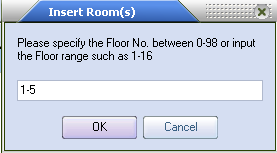 Insert Room(s)
Please specify the Floor No. between 0-98 or input
the Floor range such as 1-16
1-5
OK
Cancel